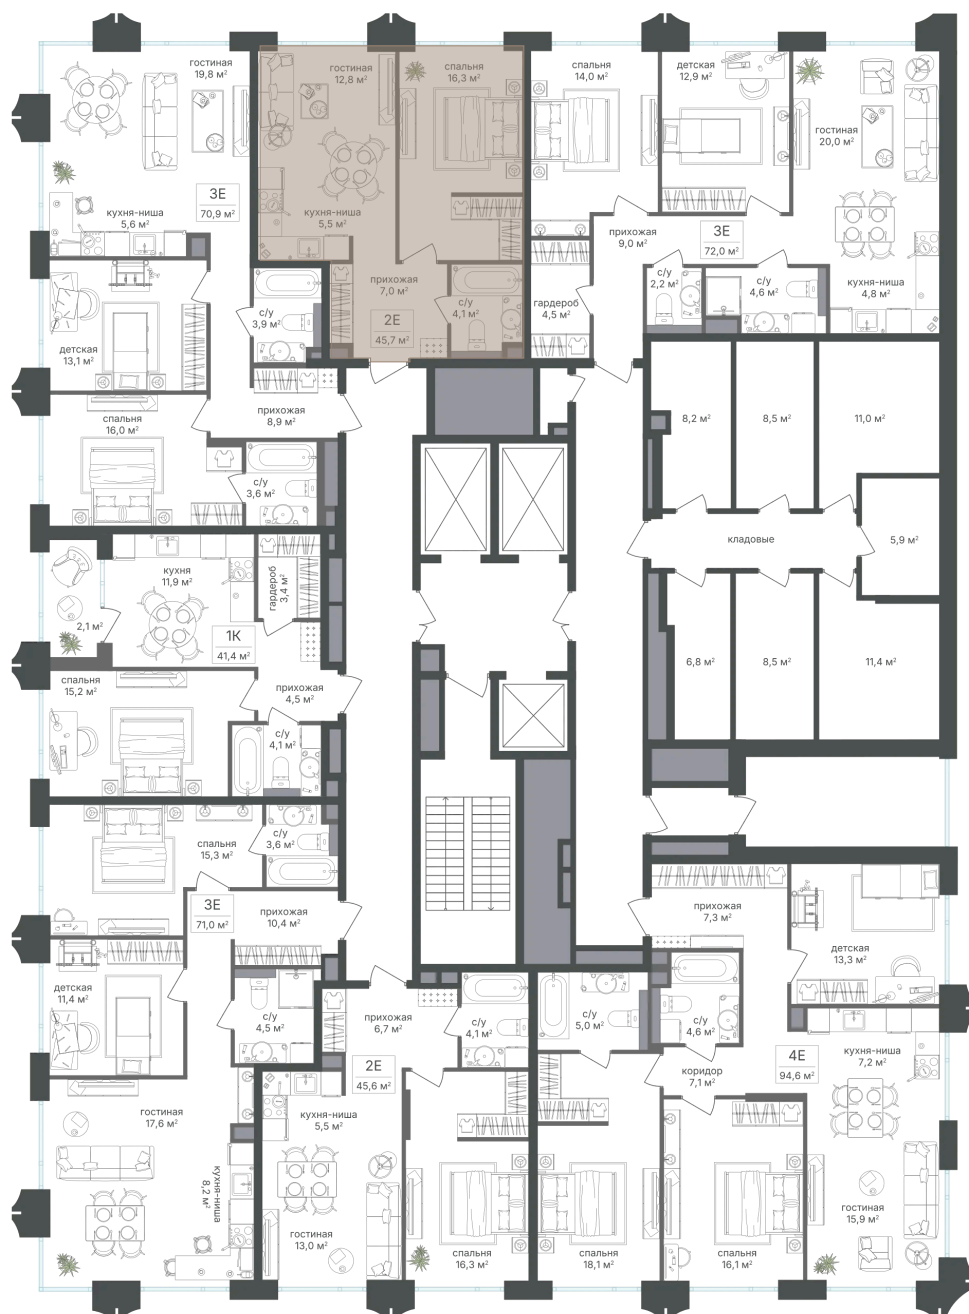 гостиная
19,8 м²
3Е
70,9 м²
кухня-ниша
5,6 м²
гостиная
12,8 м²
спальня
16,3 м²
кухня-ниша
5,5 м²
прихожая
7,0 м²
2Е
45,7 м²
с/у
4,1 м²
спальня
14,0 м²
детская
12,9 м²
гостиная
20,0 м²
прихожая
9,0 м²
3Е
72,0 м²
с/у
2,2 м²
с/у
4,6 м²
кухня-ниша
4,8 м²
гардероб
4,5 м²
с/у
3,9 м²
детская
13,1 м²
спальня
16,0 м²
прихожая
8,9 м²
с/у
3,6 м²
8,2 м²
8,5 м²
11,0 м²
кладовые
5,9 м²
6,8 м²
8,5 м²
11,4 м²
кухня
11,9 м²
гардероб
3,4 м²
2,1 м²
1К
41,4 м²
спальня
15,2 м²
прихожая
4,5 м²
с/у
4,1 м²
спальня
15,3 м²
с/у
3,6 м²
3Е
71,0 м²
прихожая
10,4 м²
детская
11,4 м²
с/у
4,5 м²
гостиная
17,6 м²
кухня-ниша
8,2 м²
прихожая
6,7 м²
с/у
4,1 м²
2Е
45,6 м²
кухня-ниша
5,5 м²
гостиная
13,0 м²
спальня
16,3 м²
прихожая
7,3 м²
детская
13,3 м²
с/у
5,0 м²
с/у
4,6 м²
коридор
7,1 м²
4Е
94,6 м²
кухня-ниша
7,2 м²
гостиная
15,9 м²
спальня
18,1 м²
спальня
16,1 м²